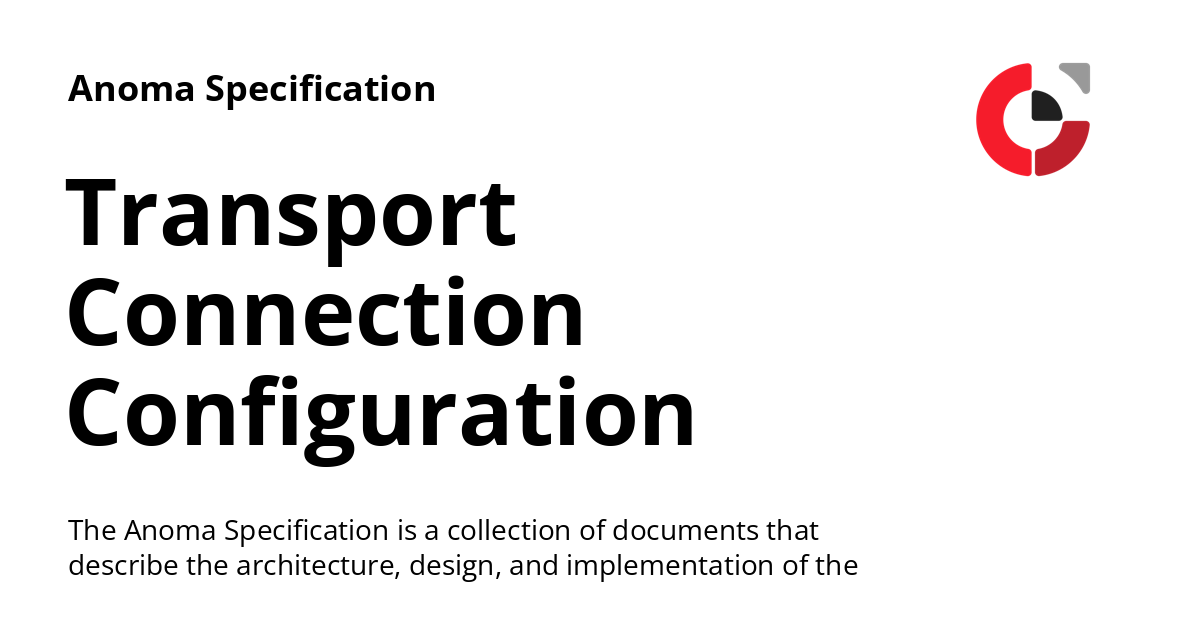 Anoma Specification
Transport
Connection
Configuration
The Anoma Specification is a collection of documents that
describe the architecture, design, and implementation of the